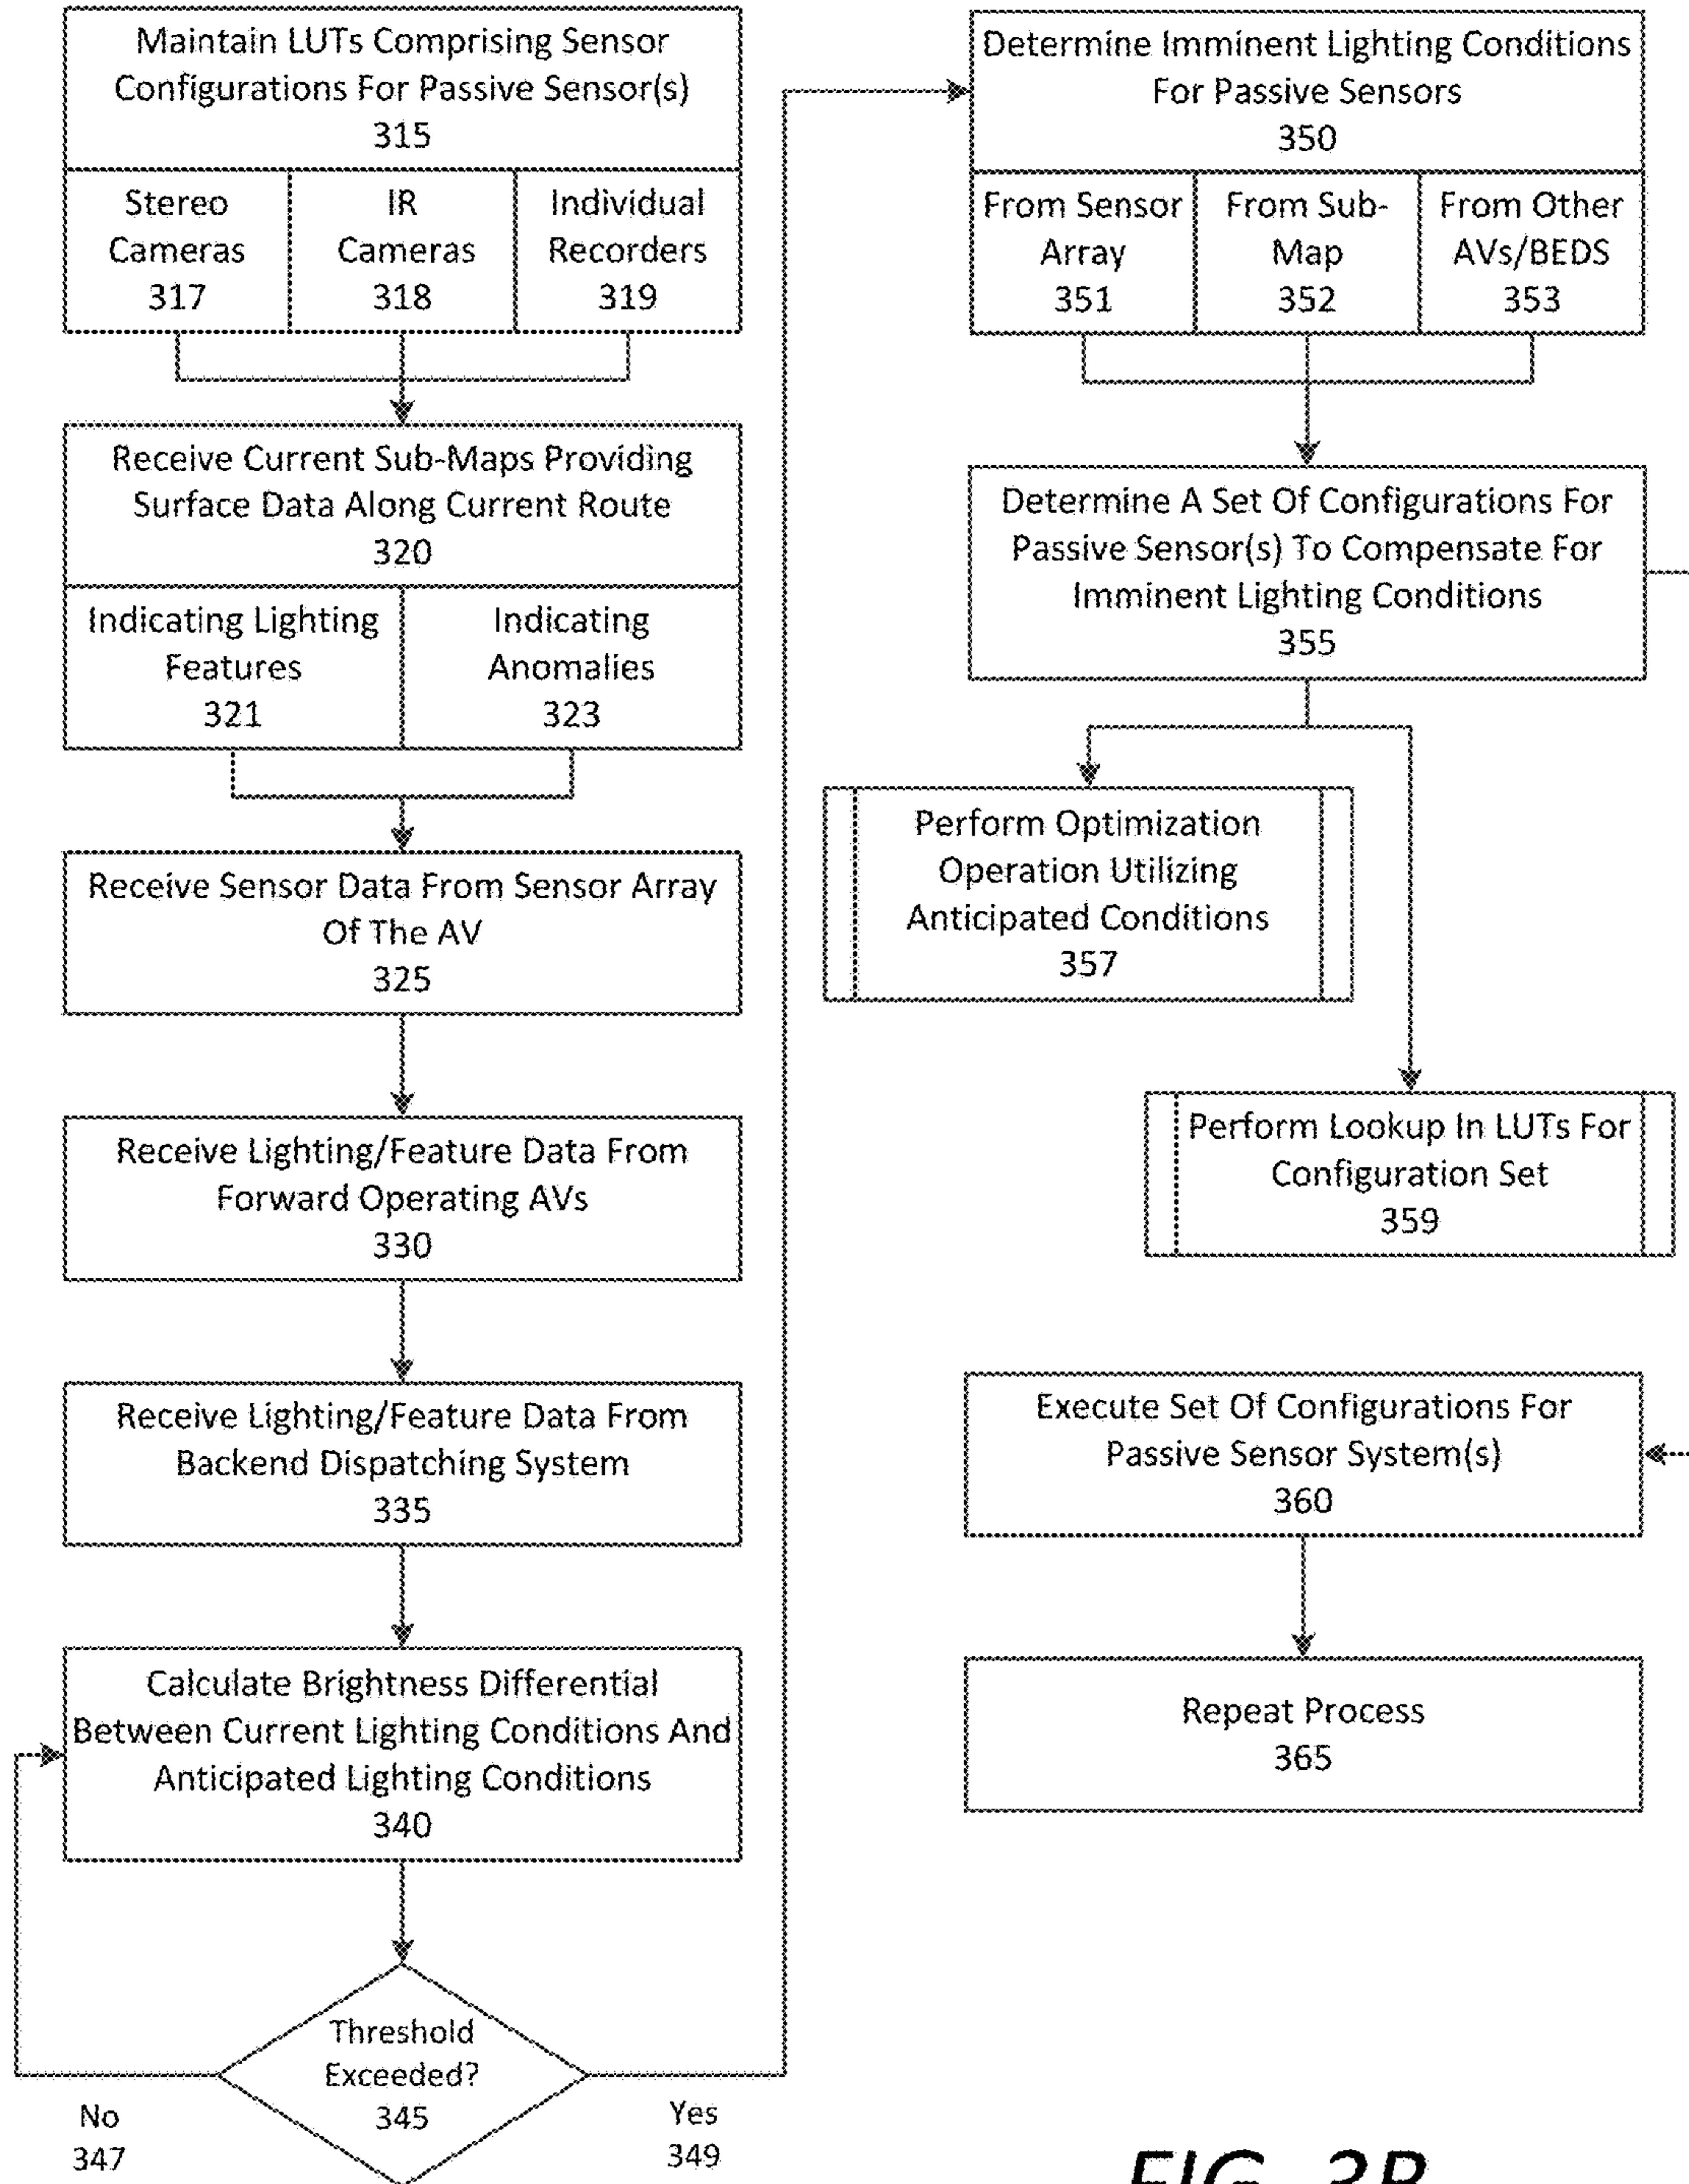 Maintain LUTs Comprising Sensor
Configurations For Passive Sensor(s)
315
Stereo
Cameras
317
IR
Cameras
318
Individual
Recorders
319
Receive Current Sub-Maps Providing
Surface Data Along Current Route
320
Indicating Lighting
Features
321
Indicating
Anomalies
323
Receive Sensor Data From Sensor Array
Of The AV
325
Receive Lighting/Feature Data From
Forward Operating AVs
330
Receive Lighting/Feature Data From
Backend Dispatching System
335
Calculate Brightness Differential
Between Current Lighting Conditions And
Anticipated Lighting Conditions
340
Threshold
Exceeded?
345
No
347
Yes
349
Determine Imminent Lighting Conditions
For Passive Sensors
350
From Sensor
Array
351
From Sub-
Map
352
From Other
AVs/BEDS
353
Determine A Set Of Configurations For
Passive Sensor(s) To Compensate For
Imminent Lighting Conditions
355
Perform Optimization
Operation Utilizing
Anticipated Conditions
357
Perform Lookup In LUTs For
Configuration Set
359
Execute Set Of Configurations For
Passive Sensor System(s)
360
Repeat Process
365
FIG. 3B